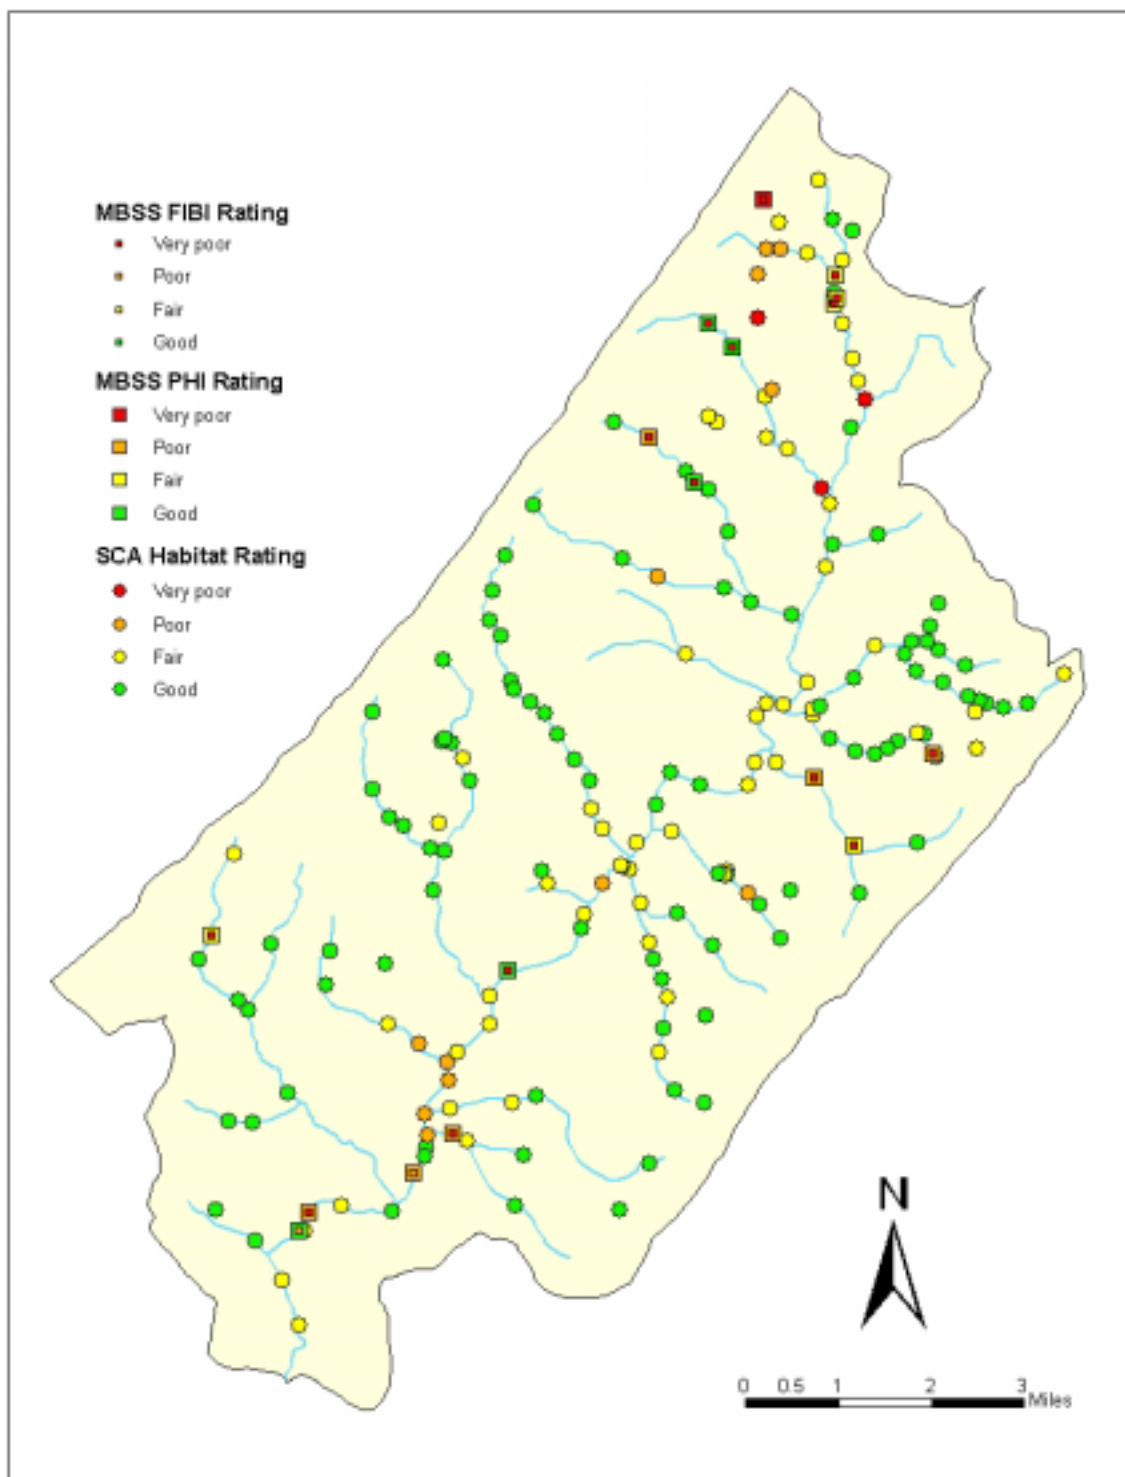 MBSS FIBI Rating
Very poor
Poor
Fair
Good
MBSS PHI Rating
Very poor
Poor
Fair
Good
SCA Habitat Rating
Very poor
Poor
Fair
Good
N
0 0.5 1 2 3
Miles